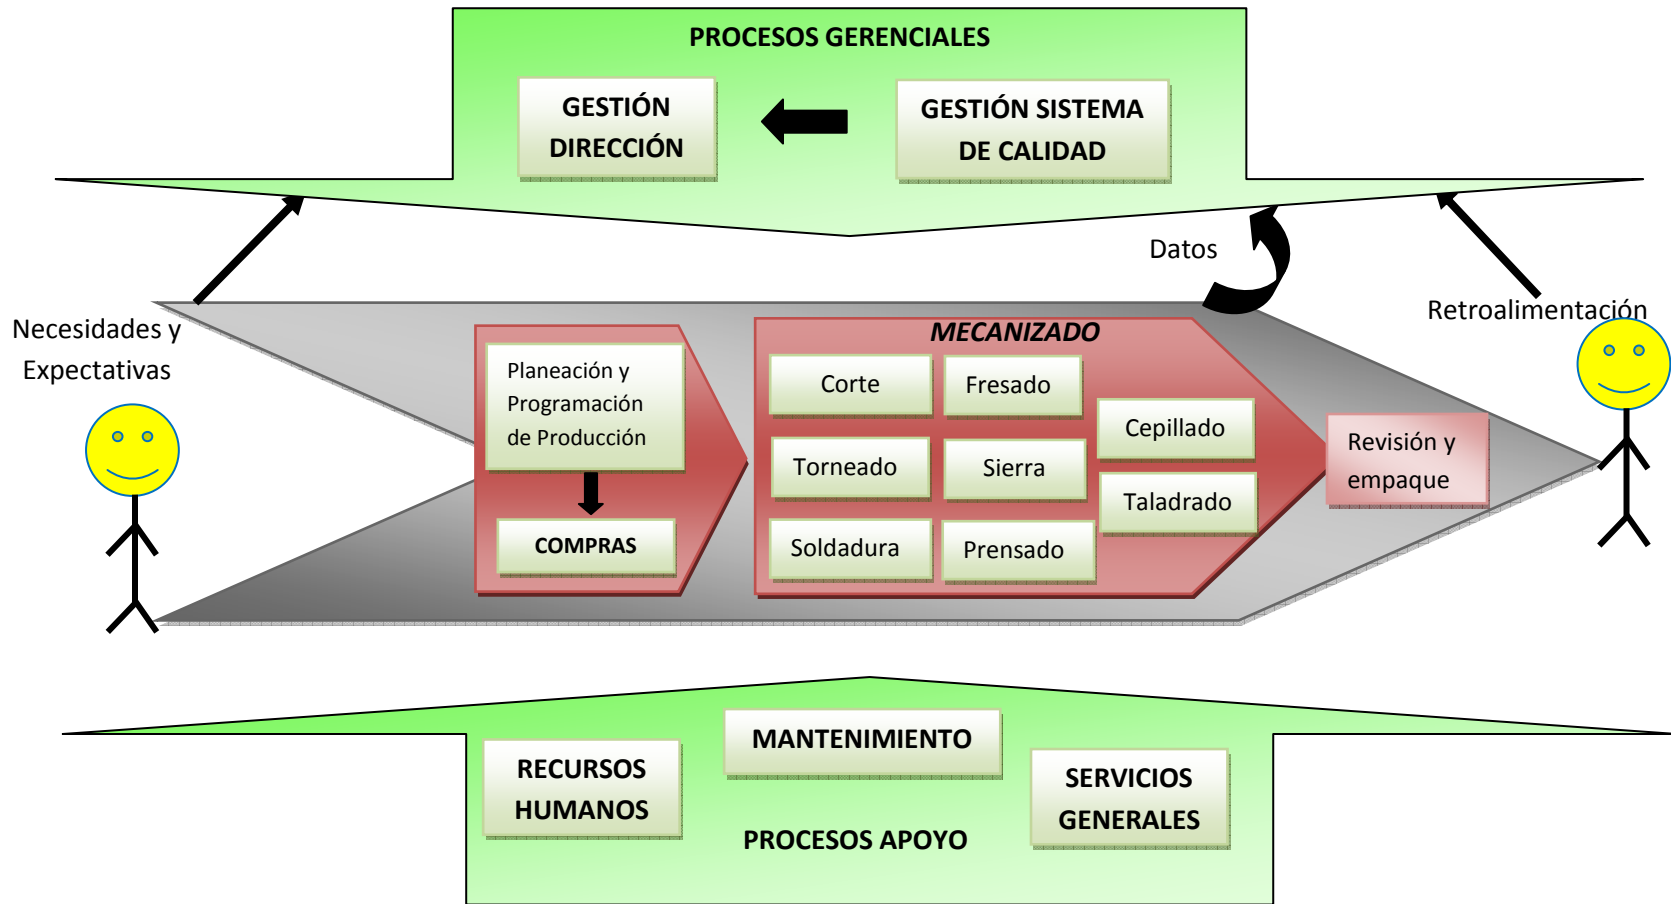 PROCESOS GERENCIALES
GESTIÓN
DIRECCIÓN
GESTIÓN SISTEMA
DE CALIDAD
Datos
Necesidades y
Expectativas
Retroalimentación
Planeación y
Programación
de Producción
COMPRAS
MECANIZADO
Corte
Fresado
Cepillado
Torneado
Sierra
Taladrado
Soldadura
Prensado
Revisión y
empaque
MANTENIMIENTO
RECURSOS
HUMANOS
SERVICIOS
GENERALES
PROCESOS APOYO